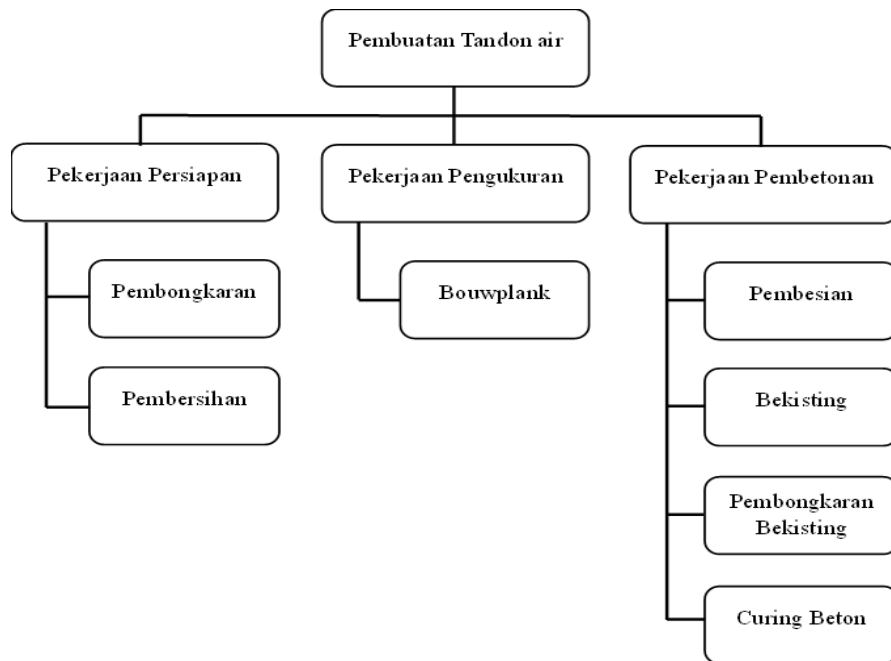 Pembuatan Tandon air
Pekerjaan Persiapan
Pekerjaan Pengukuran
Pekerjaan Pembetonan
Pembongkaran
Pembersihan
Bouwplank
Pembesian
Bekisting
Pembongkaran
Bekisting
Curing Beton